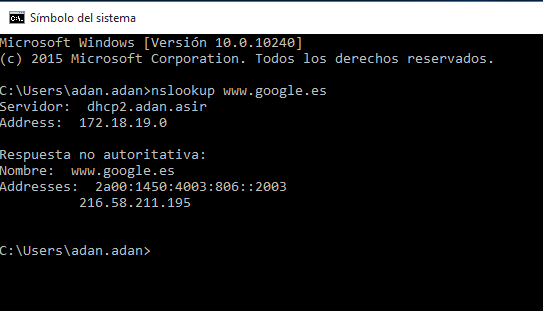 Símbolo del sistema
Microsoft Windows [Versión 10.0.10240]
(c) 2015 Microsoft Corporation. Todos los derechos reservados.
C:\Users\adan.adan>nslookup www.google.es
Servidor:  dhcp2.adan.asir
Address:  172.18.19.0
Respuesta no autoritativa:
Nombre:  www.google.es
Addresses:  2a00:1450:4003:806::2003
216.58.211.195
C:\Users\adan.adan>